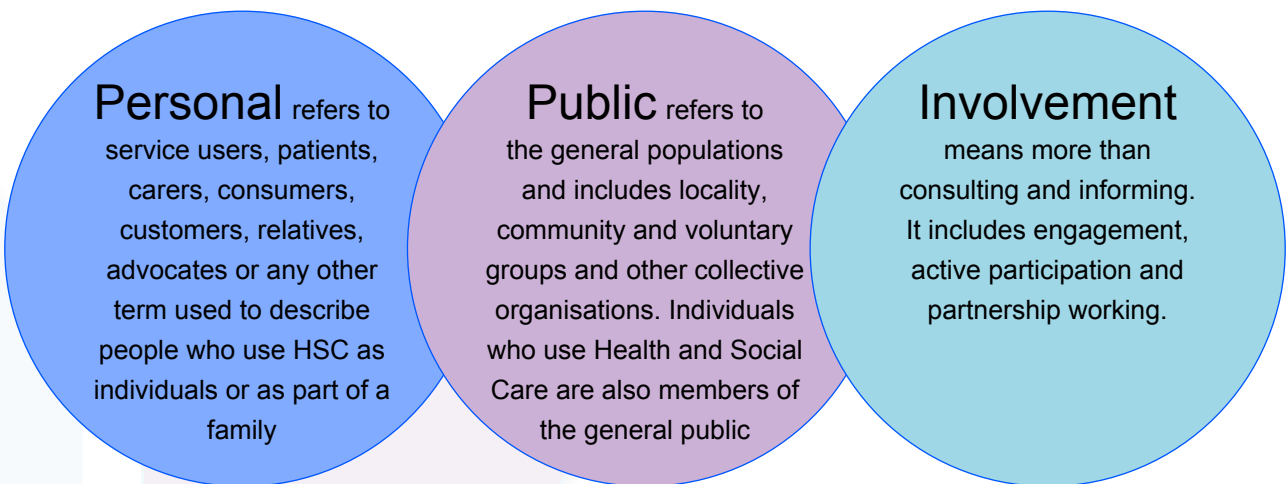 Personal refers to
service users, patients,
carers, consumers,
customers, relatives,
advocates or any other
term used to describe
people who use HSC as
individuals or as part of a
family
Public refers to
the general populations
and includes locality,
community and voluntary
groups and other collective
organisations. Individuals
who use Health and Social
Care are also members of
the general public
Involvement
means more than
consulting and informing.
It includes engagement,
active participation and
partnership working.